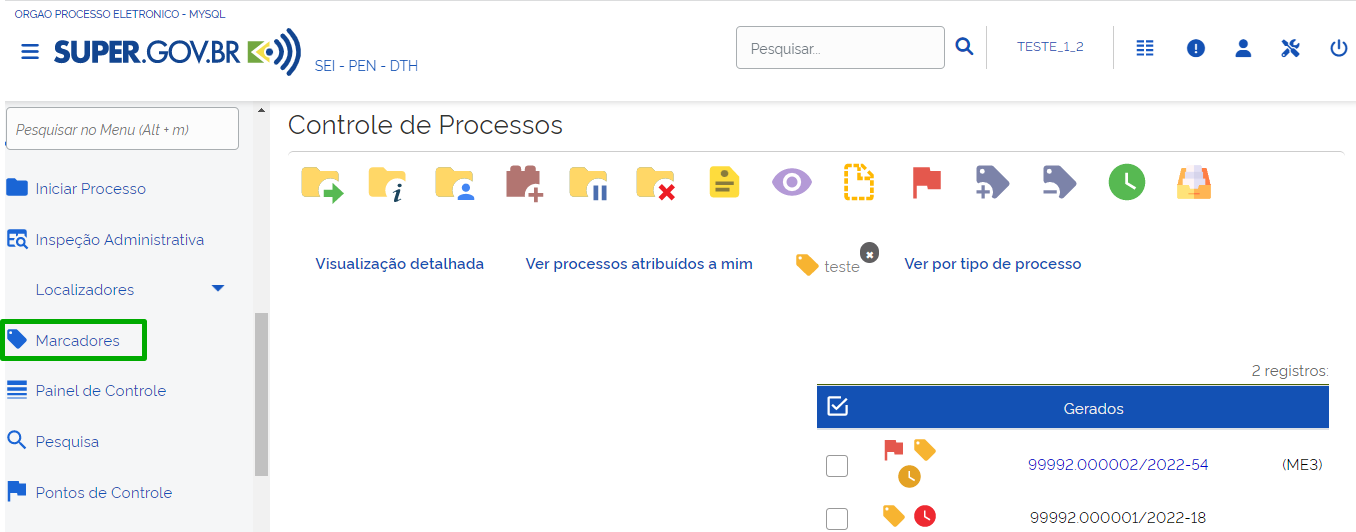 ORGAO PROCESSO ELETRONICO - MYSQL
SUPER.GOV.BR
SEI - PEN - DTH
Pesquisar...
TESTE_1_2
Pesquisar no Menu (Alt + m)
Iniciar Processo
Inspeção Administrativa
Localizadores
Marcadores
Painel de Controle
Pesquisa
Pontos de Controle
Controle de Processos
Visualização detalhada
Ver processos atribuídos a mim
teste
Ver por tipo de processo
2 registros:
Gerados
99992.000002/2022-54 (ME3)
99992.000001/2022-18